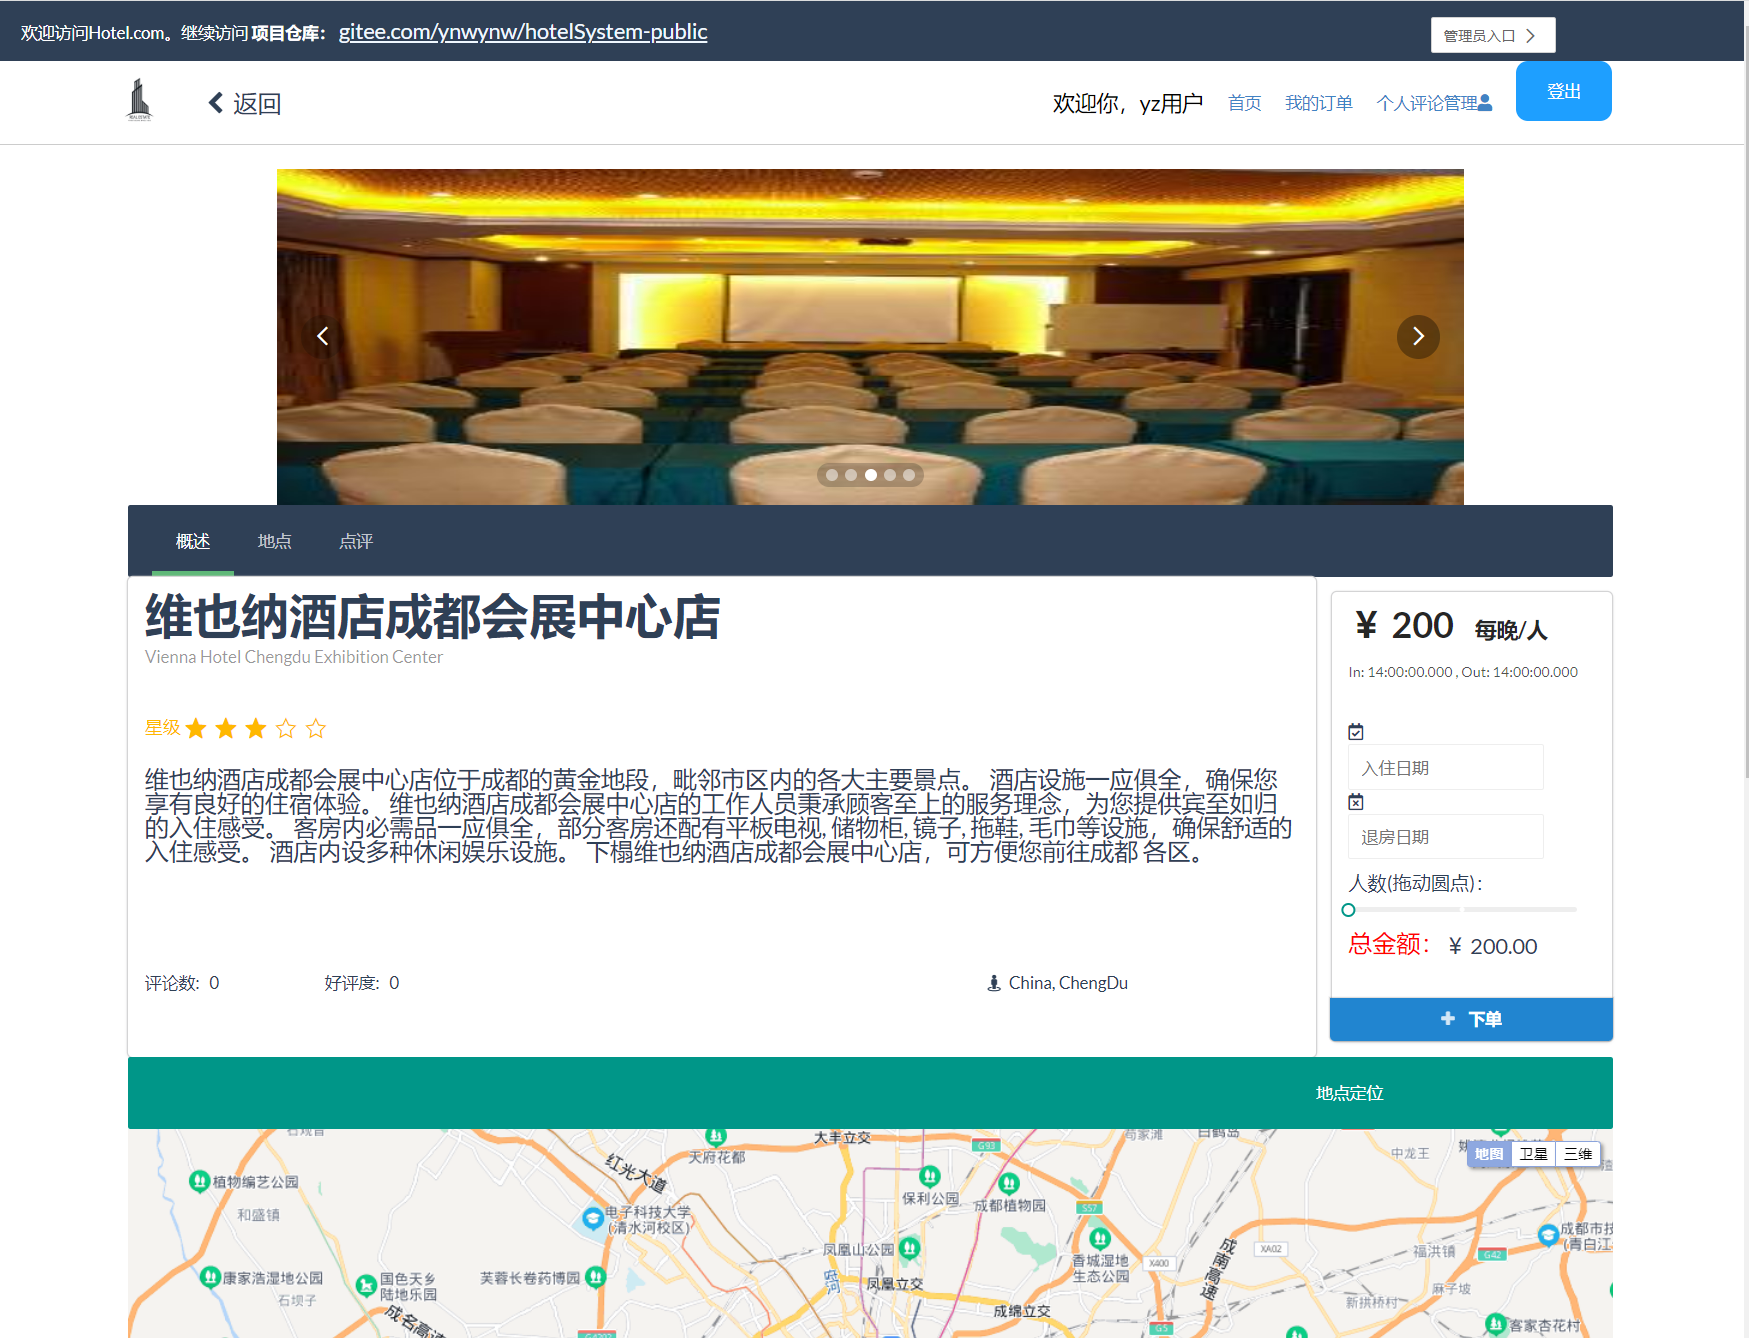 欢迎访问Hotel.com。继续访问 项目仓库： gitee.com/ynwynw/hotelSystem-public
管理员入口
返回
欢迎你，yz用户 首页 我的订单 个人评论管理
登出
概述 地点 点评
维也纳酒店成都会展中心店
Vienna Hotel Chengdu Exhibition Center
星级
维也纳酒店成都会展中心店位于成都的黄金地段，毗邻市区内的各大主要景点。 酒店设施一应俱全，确保您
享有良好的住宿体验。 维也纳酒店成都会展中心店的工作人员秉承顾客至上的服务理念，为您提供宾至如归
的入住感受。 客房内必需品一应俱全，部分客房还配有平板电视, 储物柜, 镜子, 拖鞋, 毛巾等设施，确保舒适的
入住感受。 酒店内设多种休闲娱乐设施。 下榻维也纳酒店成都会展中心店，可方便您前往成都 各区。
评论数: 0 好评度: 0 China, ChengDu
¥ 200 每晚/人
In: 14:00:00.000 , Out: 14:00:00.000
入住日期
退房日期
人数(拖动圆点)：
总金额： ¥ 200.00
下单
地点定位
地图 卫星 三维
大丰立交
天府花都
G93
白鹤岛
中龙王
红光大道
植物编艺公园
和盛镇
电子科技大学
(清水河校区)
保利公园
成都植物园
S57
凤凰山公园
香城湿地
生态公园
X400
成南高速
XA02
福洪镇
G42
成都市技
(青白江
康家浩湿地公园
石坝子
国色天乡
陆地乐园
芙蓉长卷药博园
凤凰立交
成绵立交
麻子坡
新拱桥村
G5
客家杏花村